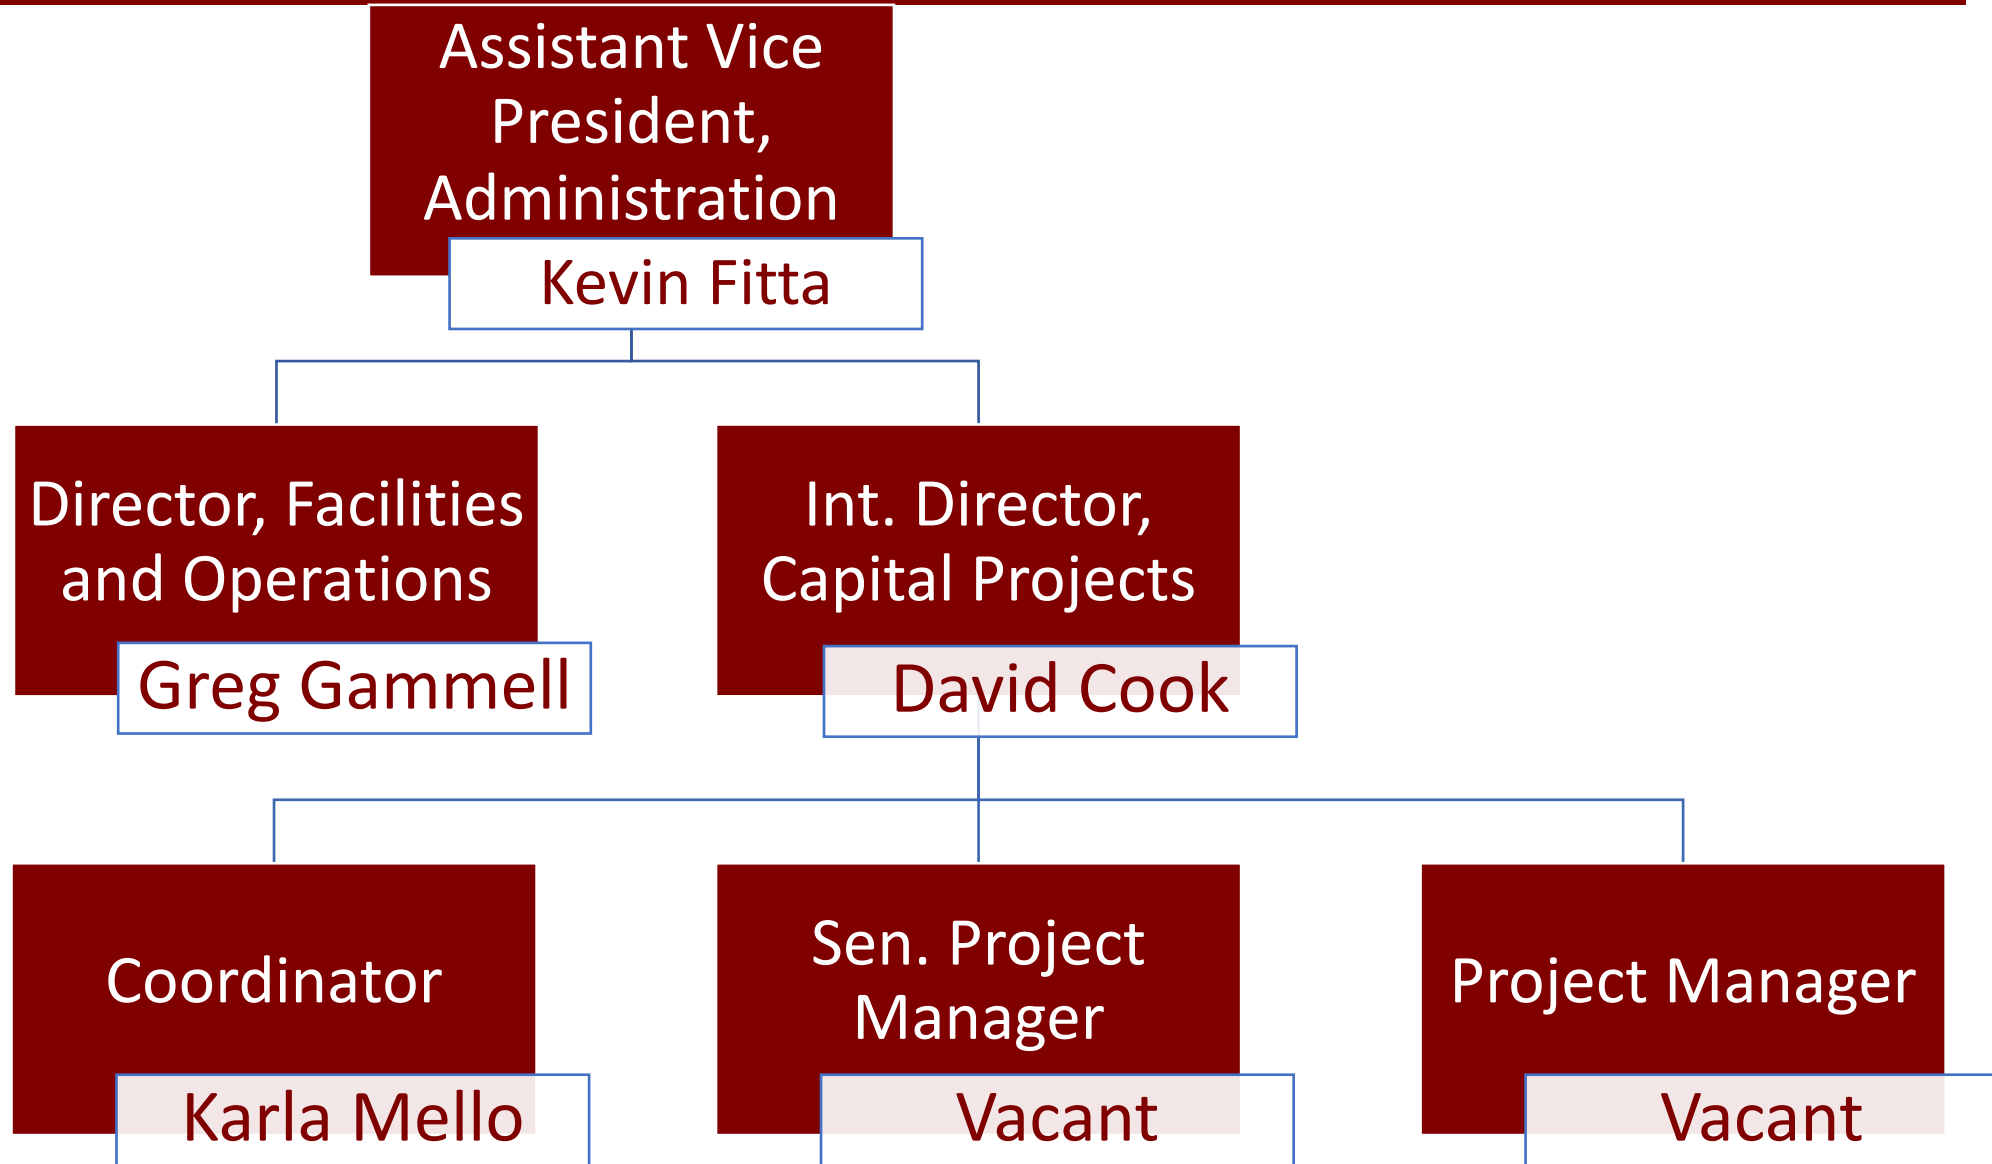 Assistant Vice
President,
Administration
Kevin Fitta
Director, Facilities
and Operations
Greg Gammell
Int. Director,
Capital Projects
David Cook
Coordinator
Karla Mello
Sen. Project
Manager
Vacant
Project Manager
Vacant